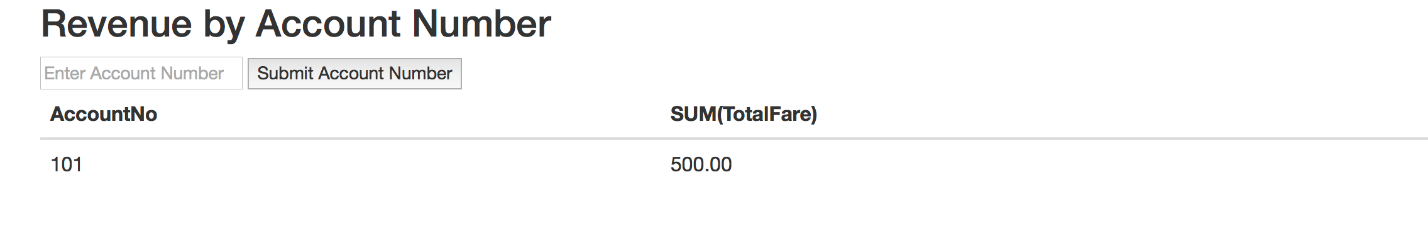 Revenue by Account Number
Enter Account Number Submit Account Number
AccountNo SUM(TotalFare)
101 500.00